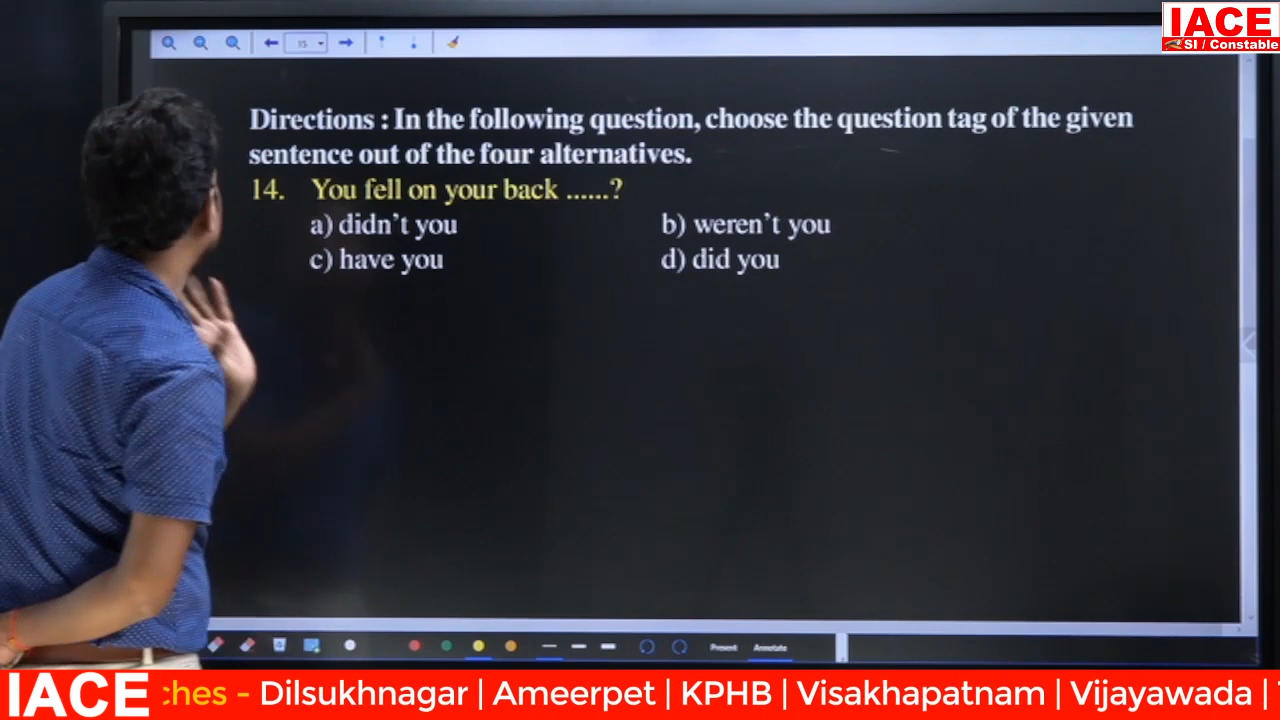 IACE
SI / Constable
15
Directions : In the following question, choose the question tag of the given
sentence out of the four alternatives.
14. You fell on your back ......?
a) didn't you b) weren't you
c) have you d) did you
Present Annotate
IACE ches - Dilsukhnagar | Ameerpet | KPHB | Visakhapatnam | Vijayawada |